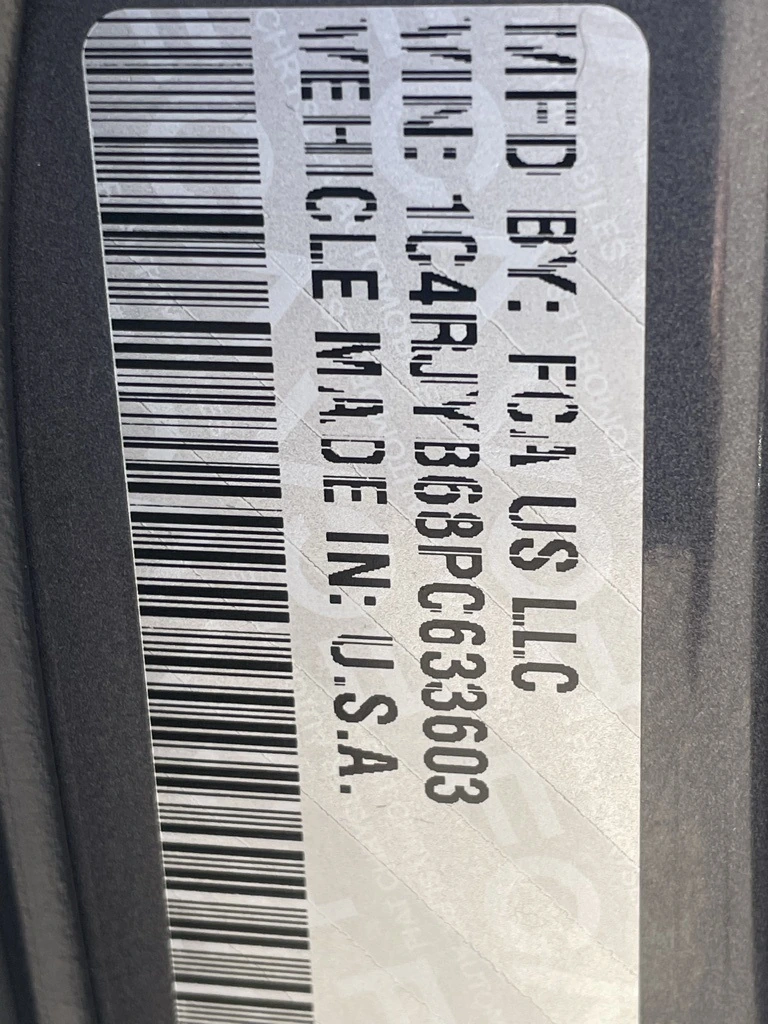 MFD BY: FCA US LLC
VIN: 1C4RJYB68PC633603
VEHICLE MADE IN: U.S.A.